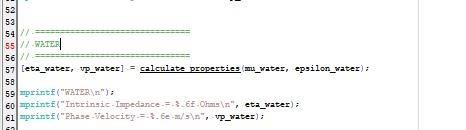 52
53
54 // ===============================
55 // WATER
56 // ===============================
57 [eta_water, vp_water] = calculate_properties(mu_water, epsilon_water);
58
59 mprintf("WATER\n");
60 mprintf("Intrinsic Impedance = %.6f Ohms\n", eta_water);
61 mprintf("Phase Velocity = %.6e m/s\n", vp_water);